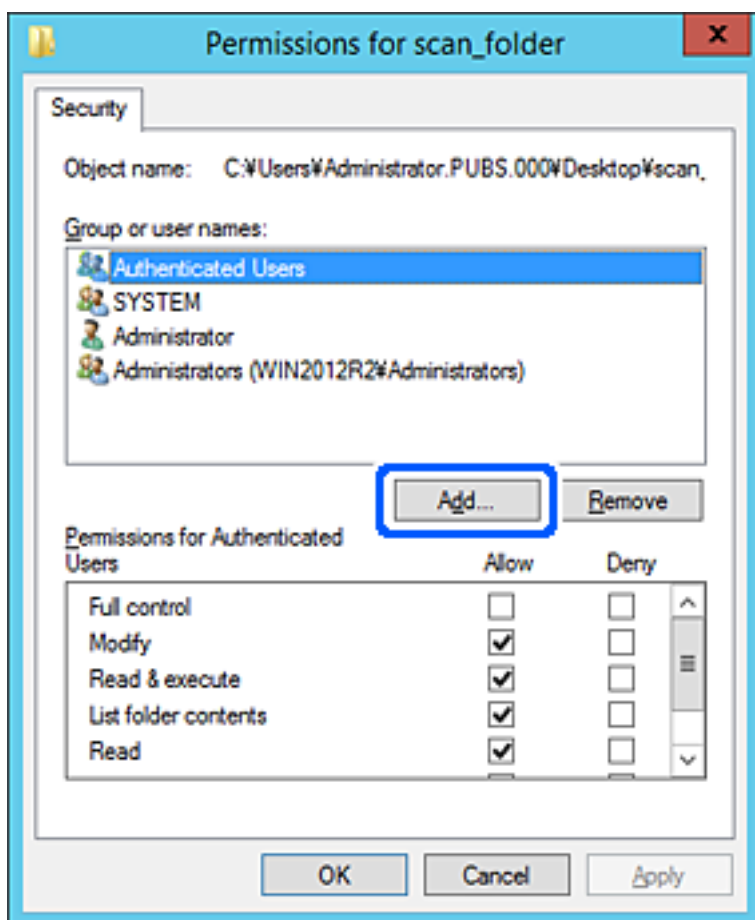 Permissions for scan_folder
x
Security
Object name: C:¥Users¥Administrator.PUBS.000¥Desktop¥scan_
Group or user names:
Authenticated Users
SYSTEM
Administrator
Administrators (WIN2012R2¥Administrators)
Add...
Remove
Permissions for Authenticated
Users
Allow
Deny
Full control
Modify
Read & execute
List folder contents
Read
OK
Cancel
Apply